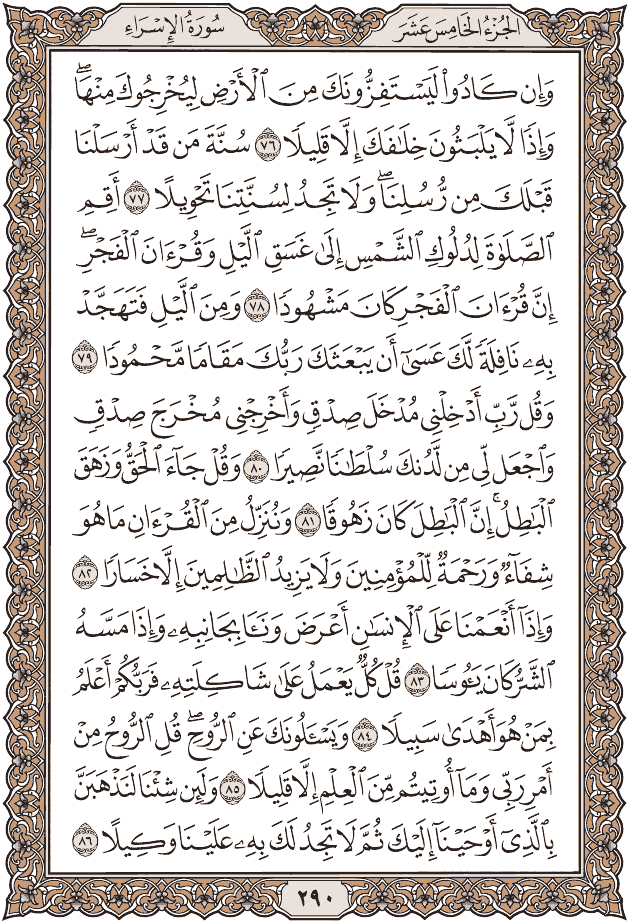 الجُزْءُ الخَامِسَ عَشَرَ
سُورَةُ الإِسْرَاءِ
وَإِن كَادُوا۟ لَيَسْتَفِزُّونَكَ مِنَ ٱلْأَرْضِ لِيُخْرِجُوكَ مِنْهَا ۖ
وَإِذًا لَّا يَلْبَثُونَ خِلَٰفَكَ إِلَّا قَلِيلًا ٧٦ سُنَّةَ مَن قَدْ أَرْسَلْنَا
قَبْلَكَ مِن رُّسُلِنَا ۖ وَلَا تَجِدُ لِسُنَّتِنَا تَحْوِيلًا ٧٧ أَقِمِ
ٱلصَّلَوٰةَ لِدُلُوكِ ٱلشَّمْسِ إِلَىٰ غَسَقِ ٱلَّيْلِ وَقُرْءَانَ ٱلْفَجْرِ ۖ
إِنَّ قُرْءَانَ ٱلْفَجْرِ كَانَ مَشْهُودًا ٧٨ وَمِنَ ٱلَّيْلِ فَتَهَجَّدْ
بِهِۦ نَافِلَةً لَّكَ عَسَىٰٓ أَن يَبْعَثَكَ رَبُّكَ مَقَامًا مَّحْمُودًا ٧٩
وَقُل رَّبِّ أَدْخِلْنِى مُدْخَلَ صِدْقٍ وَأَخْرِجْنِى مُخْرَجَ صِدْقٍ
وَٱجْعَل لِّى مِن لَّدُنكَ سُلْطَٰنًا نَّصِيرًا ٨٠ وَقُلْ جَآءَ ٱلْحَقُّ وَزَهَقَ
ٱلْبَٰطِلُ ۚ إِنَّ ٱلْبَٰطِلَ كَانَ زَهُوقًا ٨١ وَنُنَزِّلُ مِنَ ٱلْقُرْءَانِ مَا هُوَ
شِفَآءٌ وَرَحْمَةٌ لِّلْمُؤْمِنِينَ وَلَا يَزِيدُ ٱلظَّٰلِمِينَ إِلَّا خَسَارًا ٨٢
وَإِذَآ أَنْعَمْنَا عَلَى ٱلْإِنسَٰنِ أَعْرَضَ وَنَـَٔا بِجَانِبِهِۦ وَإِذَا مَسَّهُ
ٱلشَّرُّ كَانَ يَـُٔوسًا ٨٣ قُلْ كُلٌّ يَعْمَلُ عَلَىٰ شَاكِلَتِهِۦ فَرَبُّكُمْ أَعْلَمُ
بِمَنْ هُوَ أَهْدَىٰ سَبِيلًا ٨٤ وَيَسْـَٔلُونَكَ عَنِ ٱلرُّوحِ ۖ قُلِ ٱلرُّوحُ مِنْ
أَمْرِ رَبِّى وَمَآ أُوتِيتُم مِّنَ ٱلْعِلْمِ إِلَّا قَلِيلًا ٨٥ وَلَئِن شِئْنَا لَنَذْهَبَنَّ
بِٱلَّذِىٓ أَوْحَيْنَآ إِلَيْكَ ثُمَّ لَا تَجِدُ لَكَ بِهِۦ عَلَيْنَا وَكِيلًا ٨٦
٢٩٠